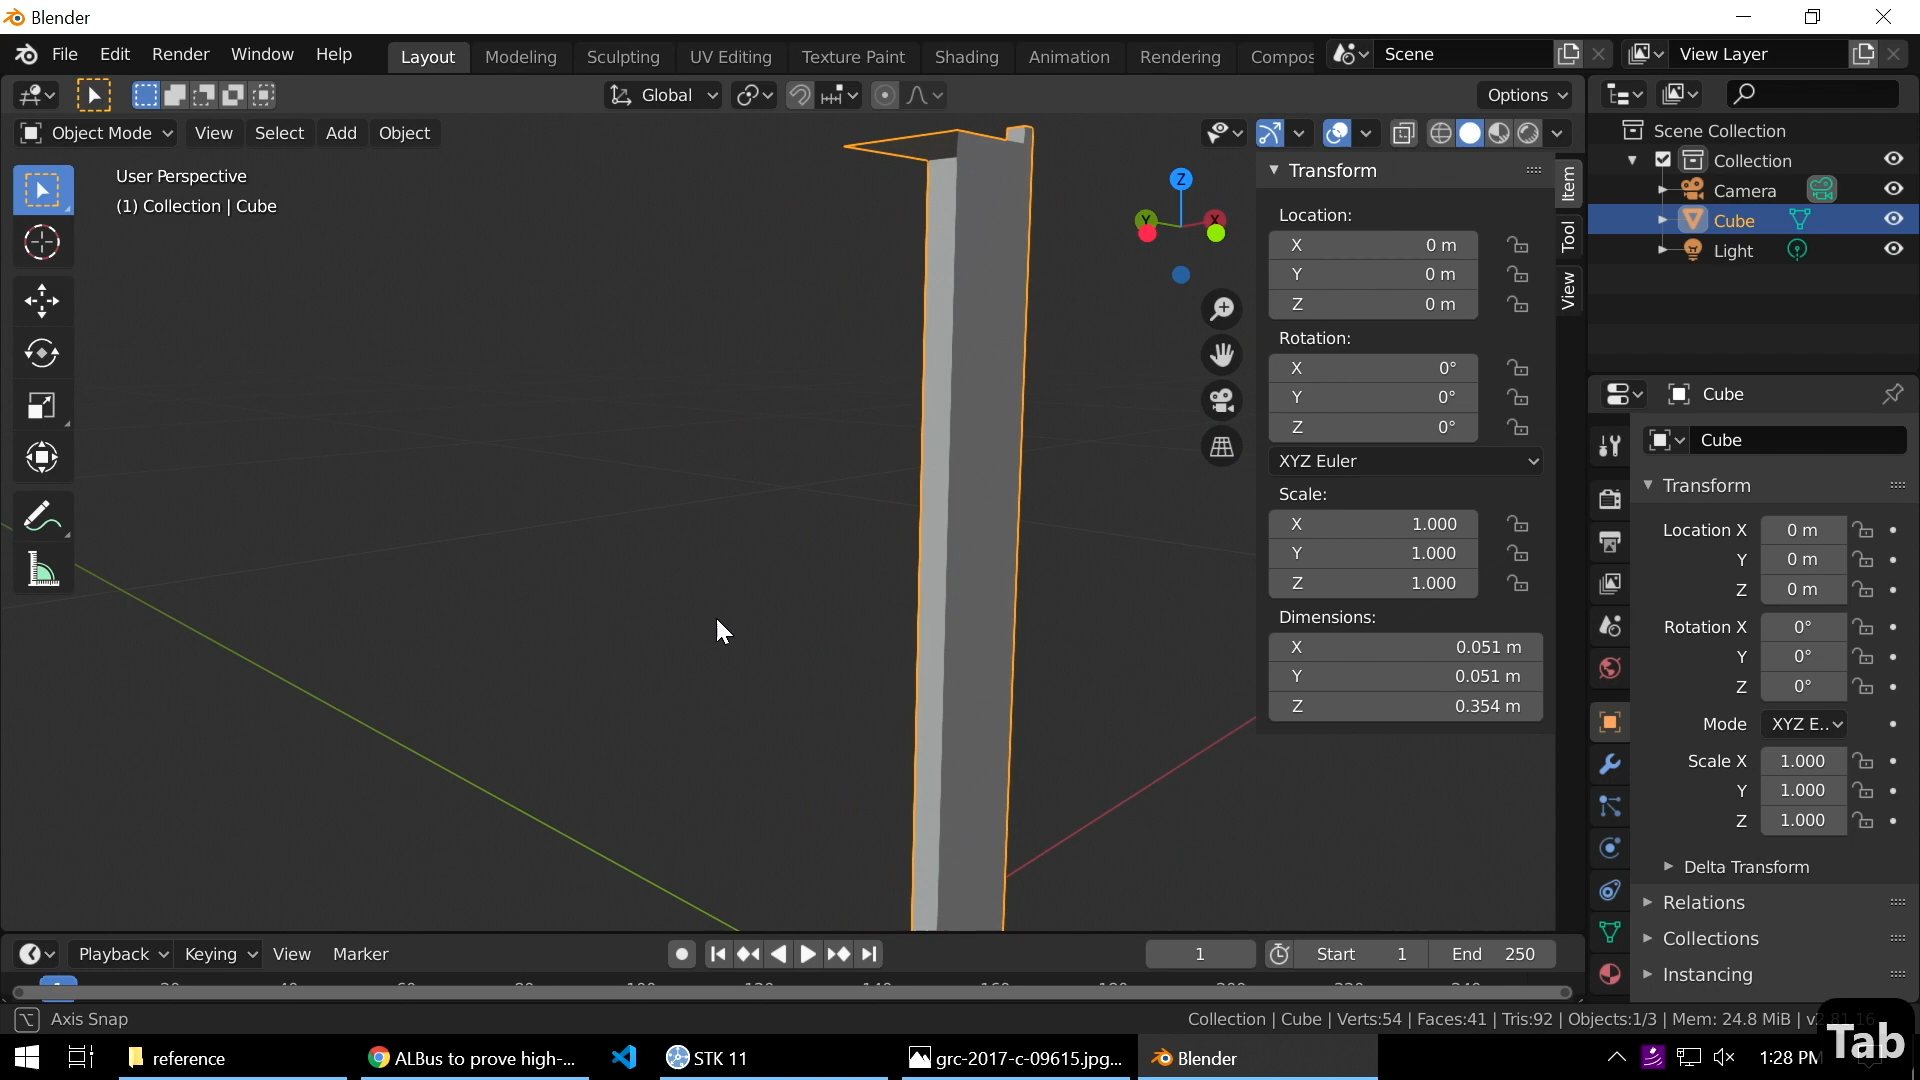 Blender
File Edit Render Window Help Layout Modeling Sculpting UV Editing Texture Paint Shading Animation Rendering Compos Scene View Layer
Global Options
Object Mode View Select Add Object
User Perspective
(1) Collection | Cube
Z
Y X
Transform
Location:
X 0 m
Y 0 m
Z 0 m
Rotation:
X 0°
Y 0°
Z 0°
XYZ Euler
Scale:
X 1.000
Y 1.000
Z 1.000
Dimensions:
X 0.051 m
Y 0.051 m
Z 0.354 m
Item
Tool
View
Scene Collection
Collection
Camera
Cube
Light
Cube
Cube
Transform
Location X 0 m
Y 0 m
Z 0 m
Rotation X 0°
Y 0°
Z 0°
Mode XYZ E..
Scale X 1.000
Y 1.000
Z 1.000
Delta Transform
Relations
Collections
Instancing
Playback Keying View Marker 1 Start 1 End 250
Axis Snap Collection | Cube | Verts:54 | Faces:41 | Tris:92 | Objects:1/3 | Mem: 24.8 MiB |
Tab
reference ALBus to prove high-... STK 11 grc-2017-c-09615.jpg... Blender 1:28 PM